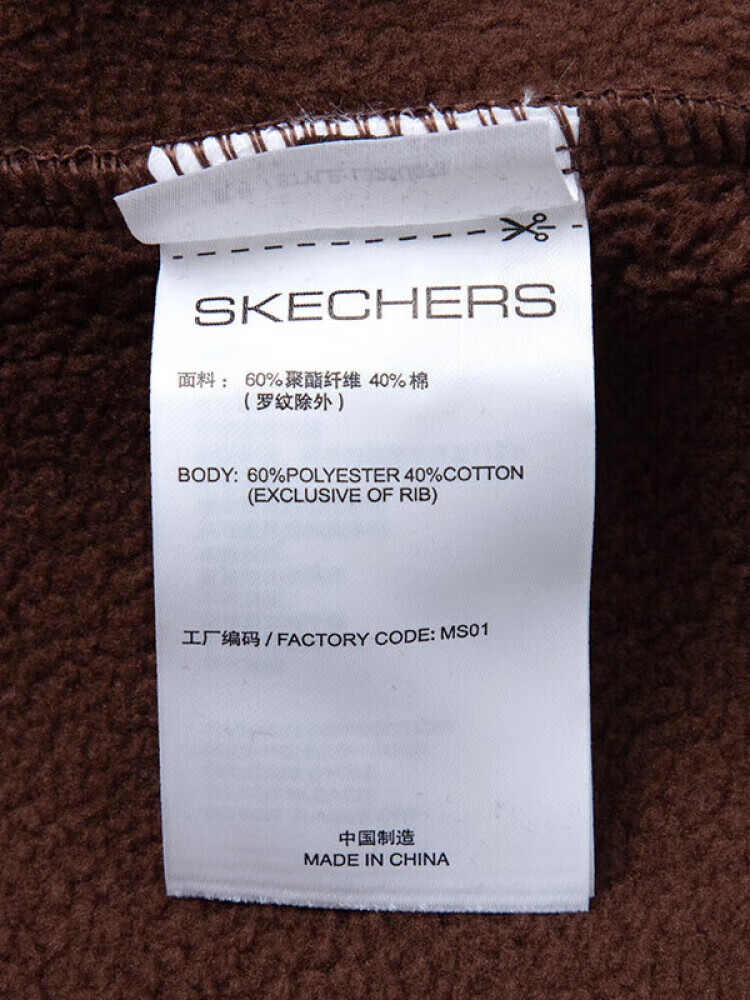 SKECHERS
面料： 60%聚酯纤维 40%棉
（罗纹除外）
BODY: 60%POLYESTER 40%COTTON
(EXCLUSIVE OF RIB)
工厂编码 / FACTORY CODE: MS01
中国制造
MADE IN CHINA